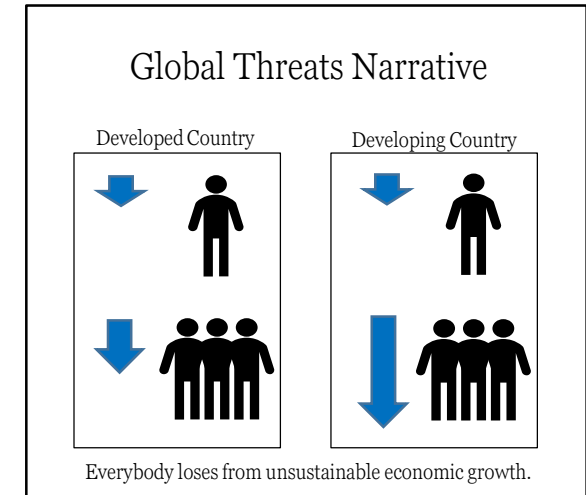 Global Threats Narrative
Developed Country
Developing Country
Everybody loses from unsustainable economic growth.